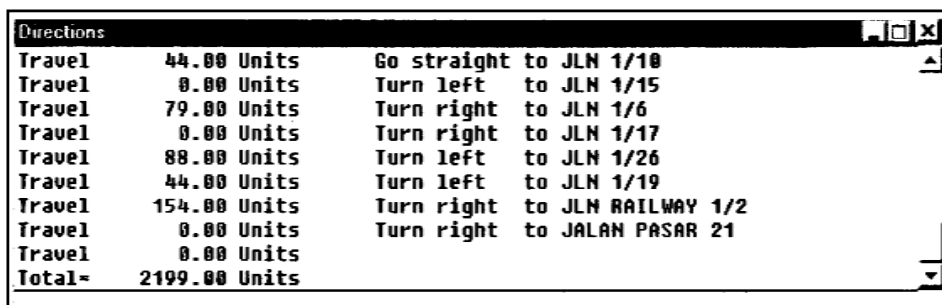 Directions
Travel 44.00 Units Go straight to JLN 1/10
Travel 0.00 Units Turn left to JLN 1/15
Travel 79.00 Units Turn right to JLN 1/6
Travel 0.00 Units Turn right to JLN 1/17
Travel 88.00 Units Turn left to JLN 1/26
Travel 44.00 Units Turn left to JLN 1/19
Travel 154.00 Units Turn right to JLN RAILWAY 1/2
Travel 0.00 Units Turn right to JALAN PASAR 21
Travel 0.00 Units
Total= 2199.00 Units